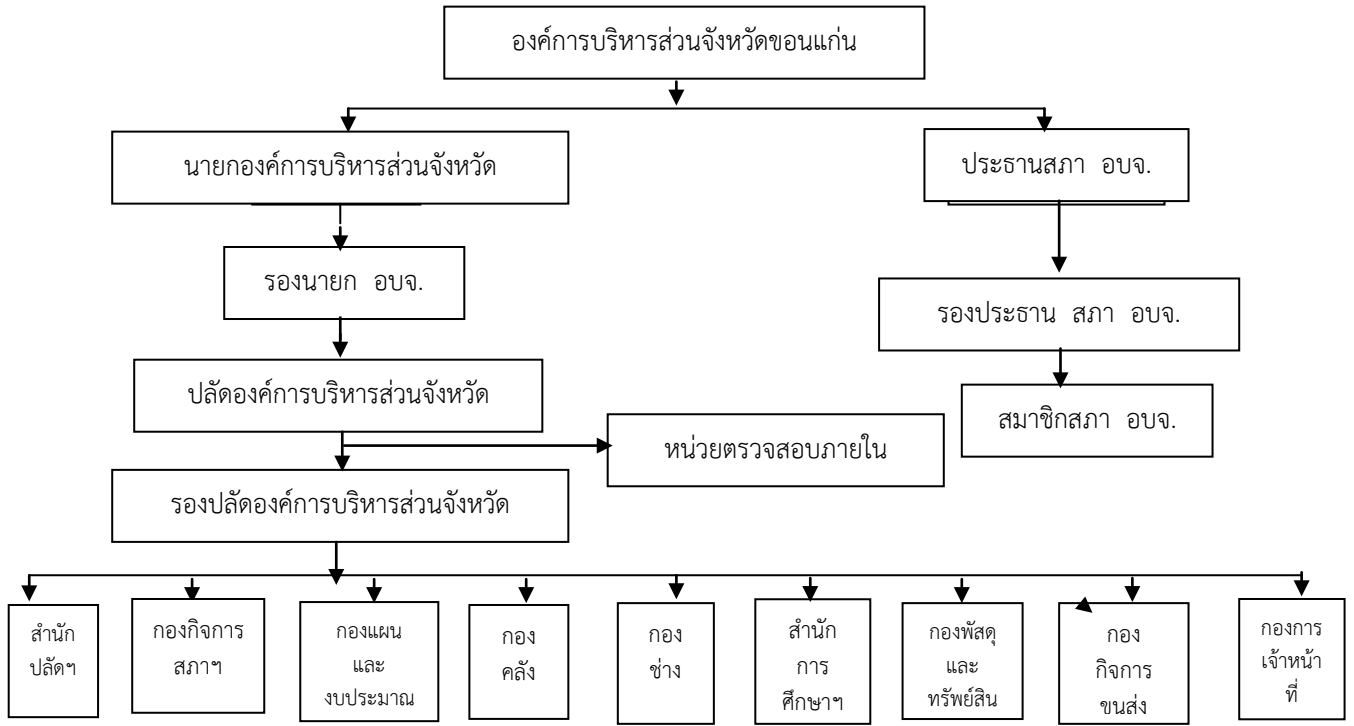 องค์การบริหารส่วนจังหวัดขอนแก่น
นายกองค์การบริหารส่วนจังหวัด
ประธานสภา อบจ.
รองนายก อบจ.
รองประธาน สภา อบจ.
ปลัดองค์การบริหารส่วนจังหวัด
สมาชิกสภา อบจ.
หน่วยตรวจสอบภายใน
รองปลัดองค์การบริหารส่วนจังหวัด
สำนัก
ปลัดฯ
กองกิจการ
สภาฯ
กองแผน
และ
งบประมาณ
กอง
คลัง
กอง
ช่าง
สำนัก
การ
ศึกษาฯ
กองพัสดุ
และ
ทรัพย์สิน
กอง
กิจการ
ขนส่ง
กองการ
เจ้าหน้า
ที่